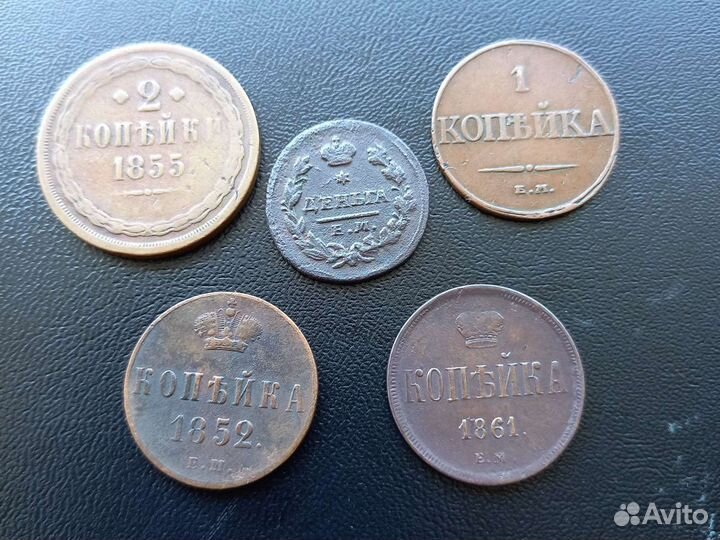 2
КОПѢЙКИ
1855.
ДЕНЬГА
Е.М.
1
КОПѢЙКА
Е.М.
КОПѢЙКА
1852.
КОПѢЙКА
1861.
Е.М
Avito